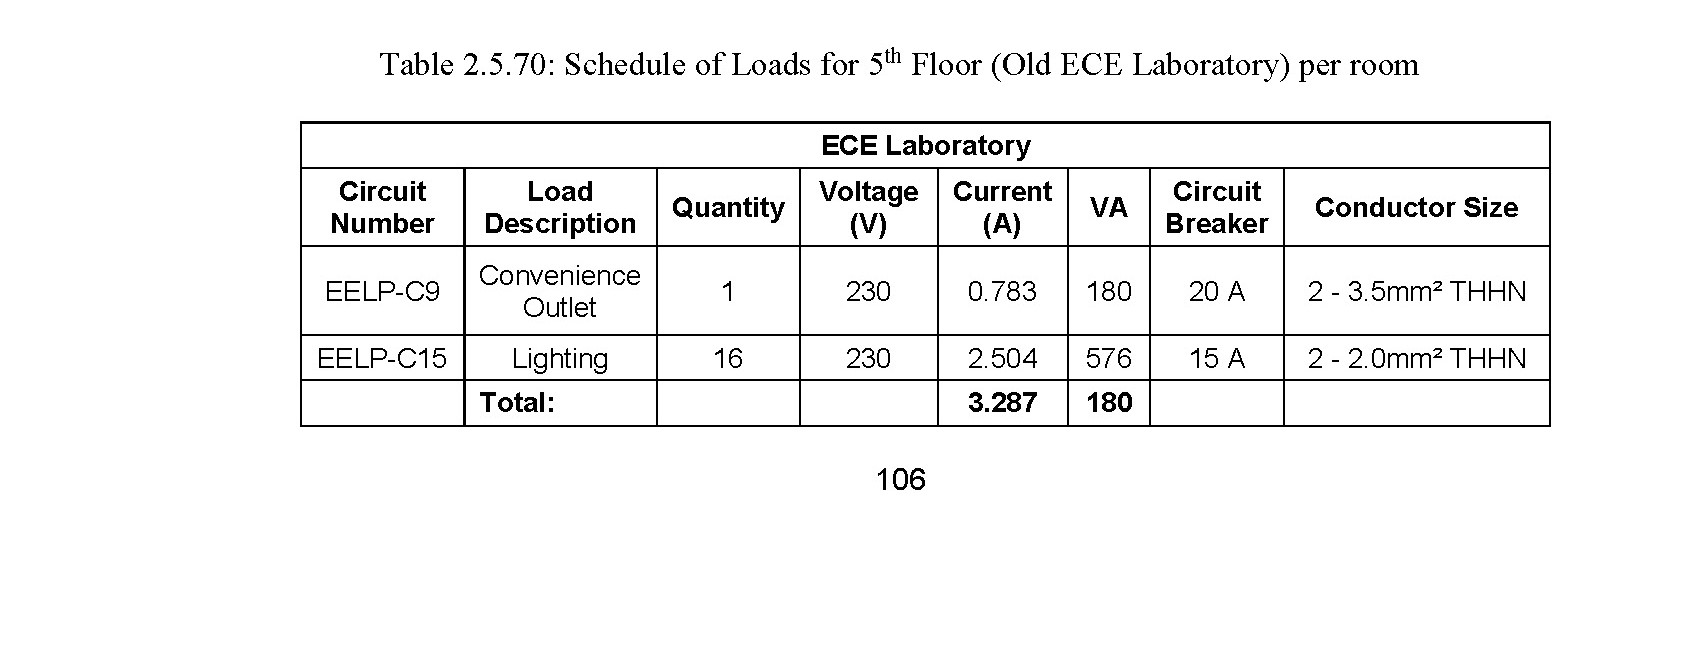 Table 2.5.70: Schedule of Loads for 5th Floor (Old ECE Laboratory) per room
ECE Laboratory
Circuit Number Load Description Quantity Voltage (V) Current (A) VA Circuit Breaker Conductor Size
EELP-C9 Convenience Outlet 1 230 0.783 180 20 A 2 - 3.5mm² THHN
EELP-C15 Lighting 16 230 2.504 576 15 A 2 - 2.0mm² THHN
Total: 3.287 180
106